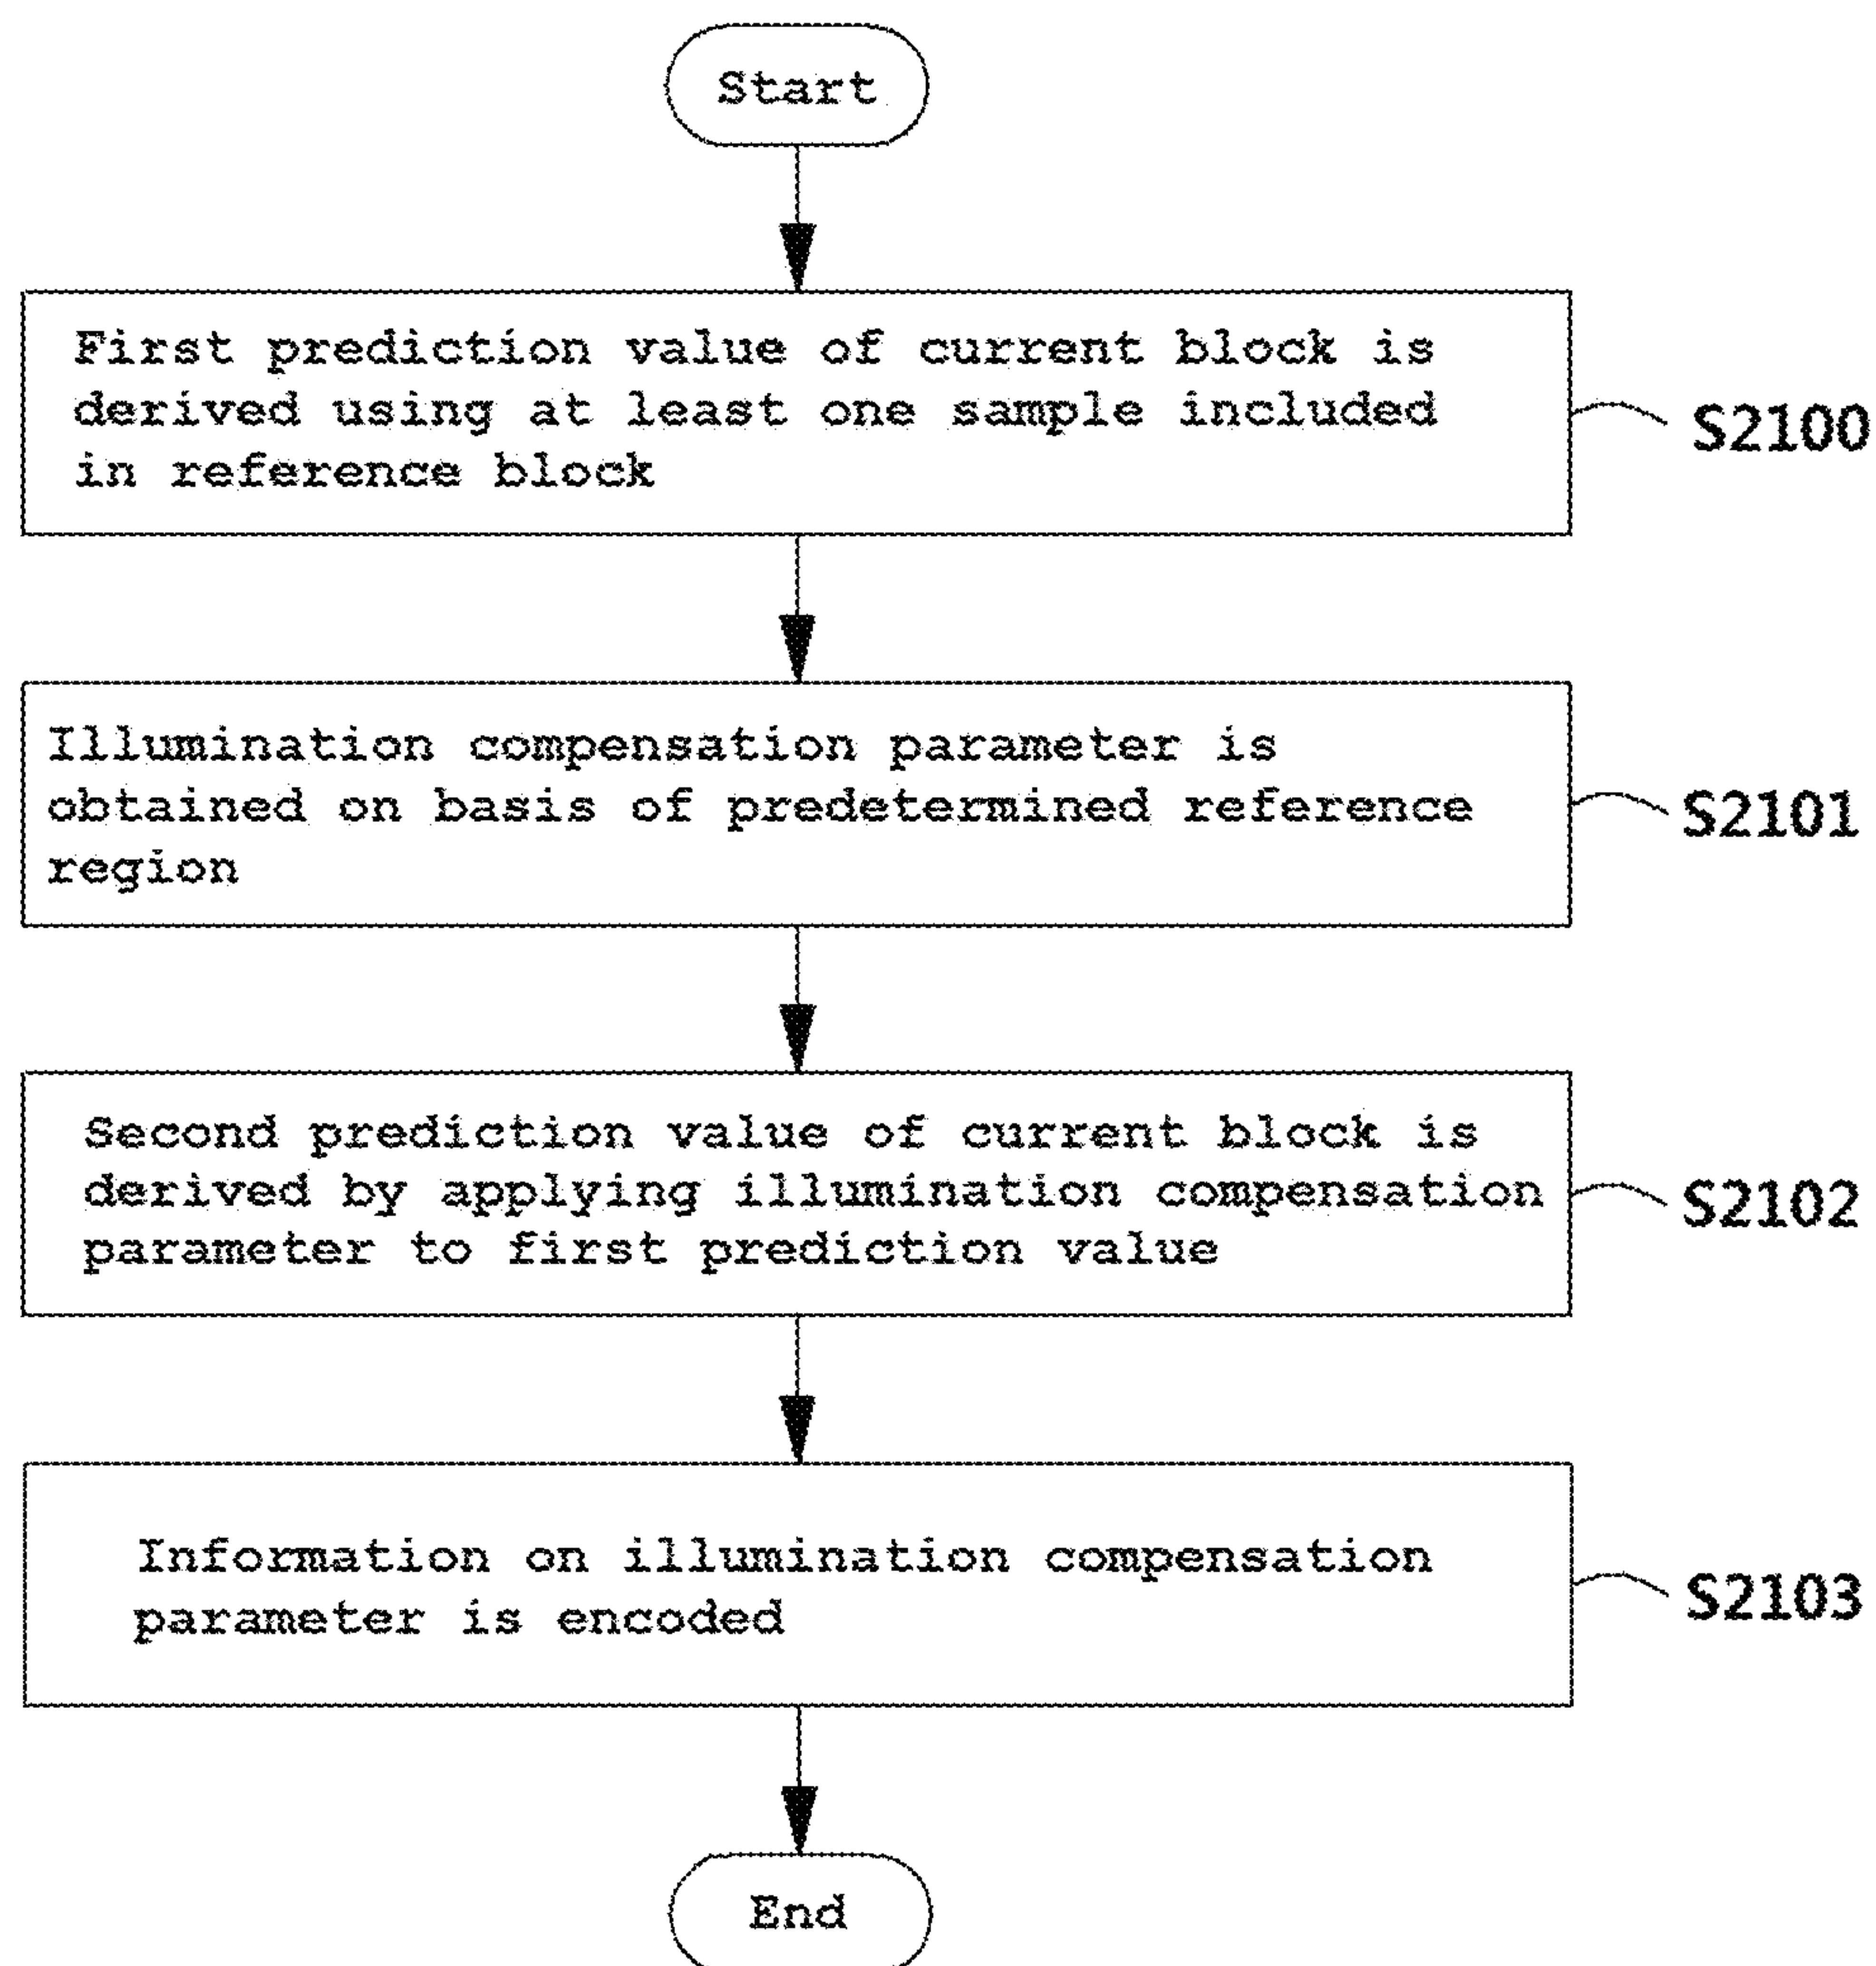 Start
First prediction value of current block is
derived using at least one sample included
in reference block
S2100
Illumination compensation parameter is
obtained on basis of predetermined reference
region
S2101
Second prediction value of current block is
derived by applying illumination compensation
parameter to first prediction value
S2102
Information on illumination compensation
parameter is encoded
S2103
End